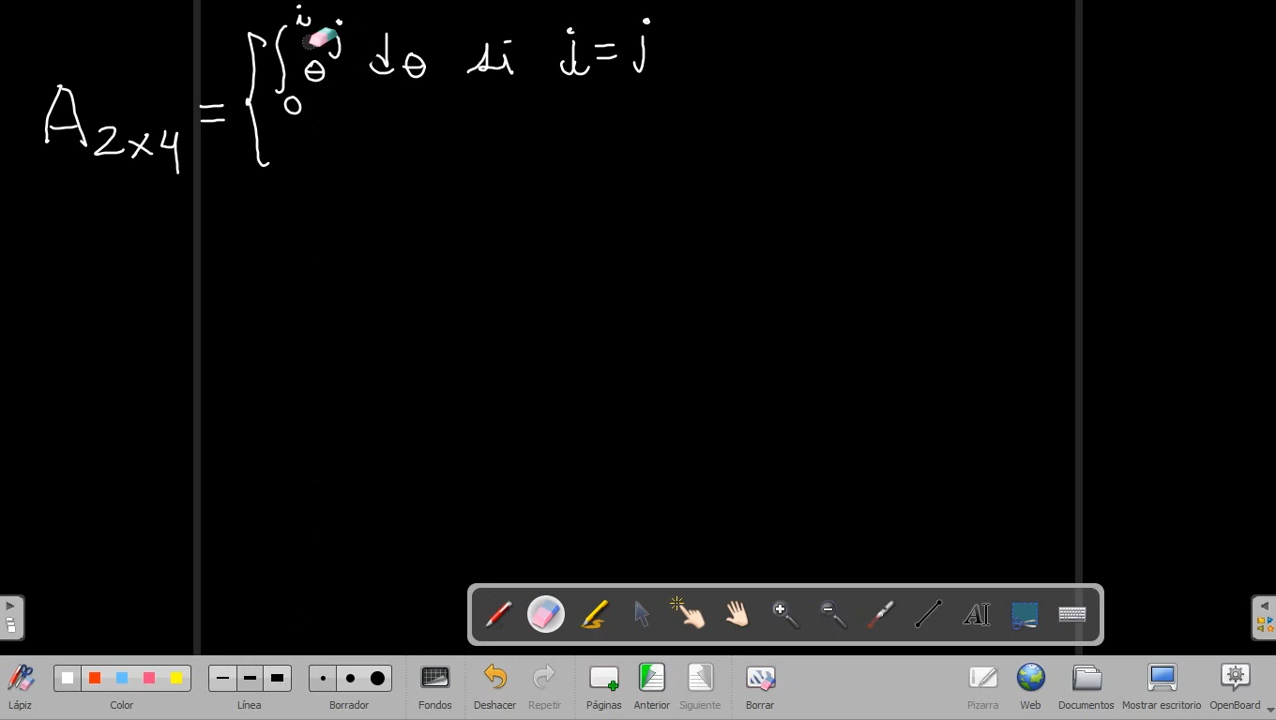 A₂ₓ₄ = { ∫₀ⁱ θʲ dθ si i = j
Lápiz Color Línea Borrador Fondos Deshacer Repetir Páginas Anterior Siguiente Borrar Pizarra Web Documentos Mostrar escritorio OpenBoard